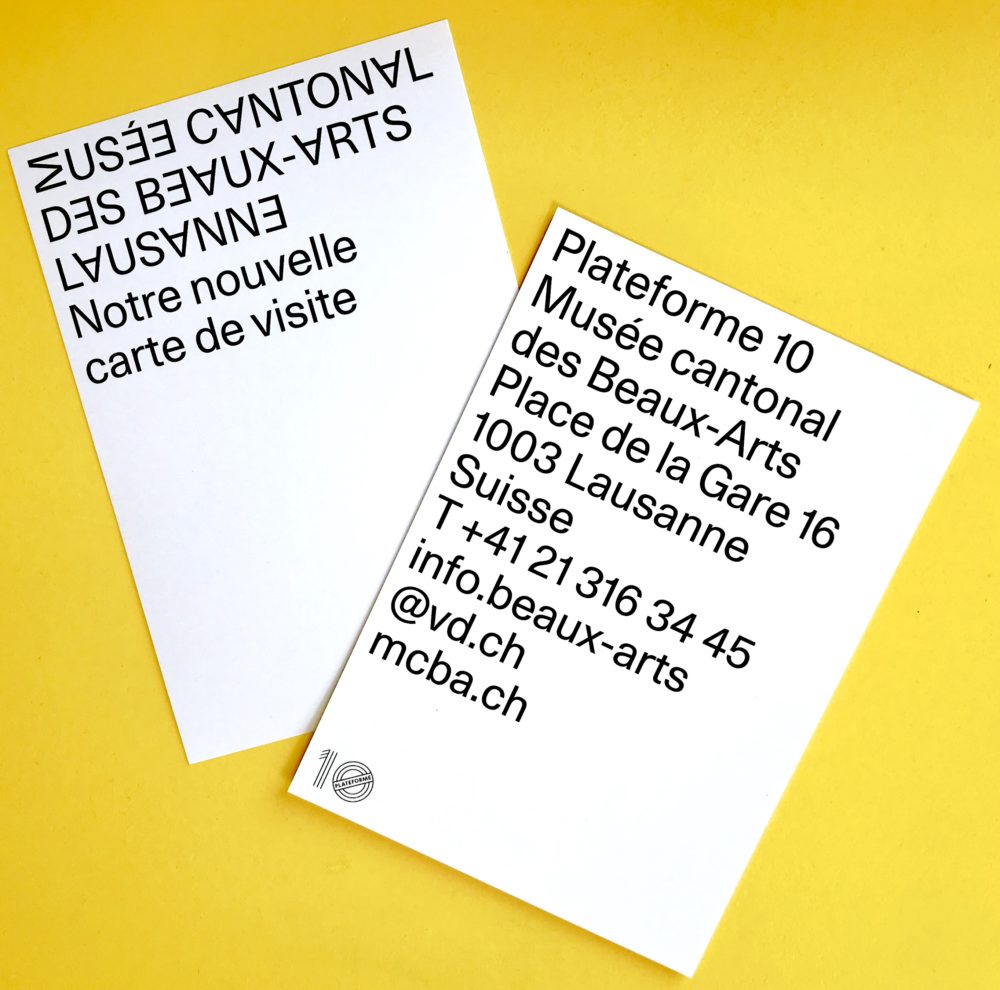 MUSÉE CANTONAL
DES BEAUX-ARTS
LAUSANNE
Notre nouvelle
carte de visite
Plateforme 10
Musée cantonal
des Beaux-Arts
Place de la Gare 16
1003 Lausanne
Suisse
T +41 21 316 34 45
info.beaux-arts
@vd.ch
mcba.ch
10
PLATEFORME